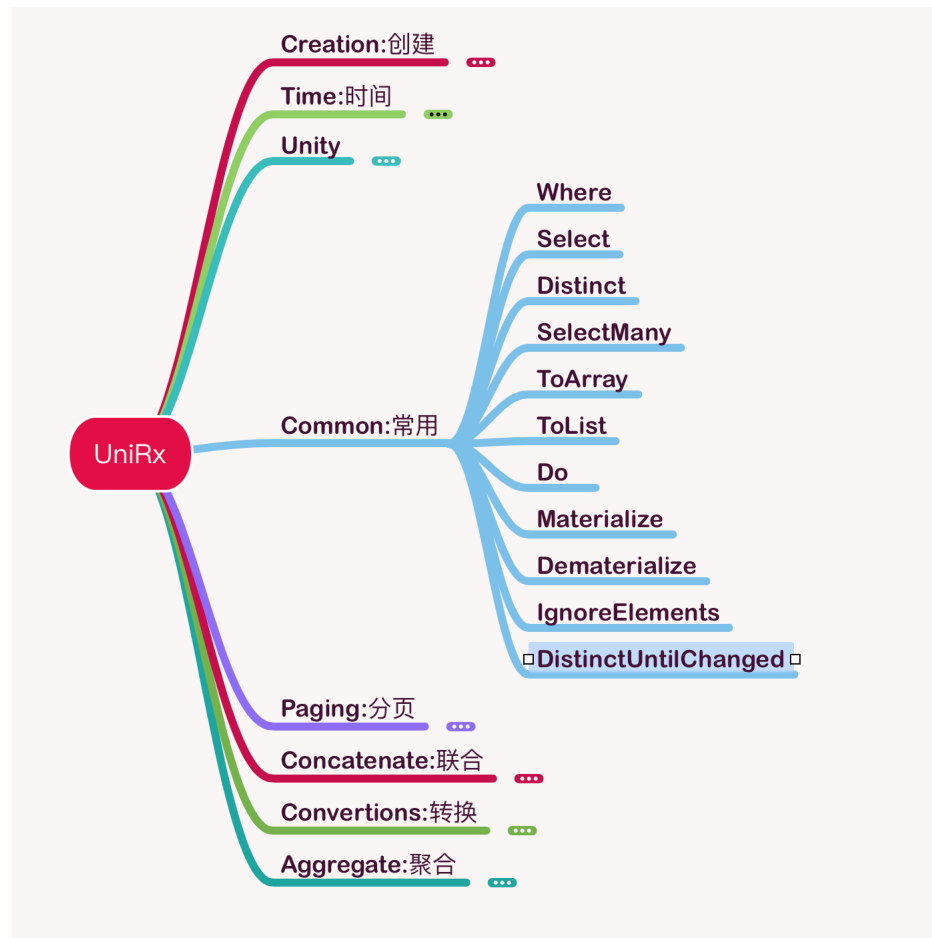 Creation:创建
Time:时间
Unity
Where
Select
Distinct
SelectMany
ToArray
Common:常用
ToList
UniRx
Do
Materialize
Dematerialize
IgnoreElements
DistinctUntilChanged
Paging:分页
Concatenate:联合
Convertions:转换
Aggregate:聚合